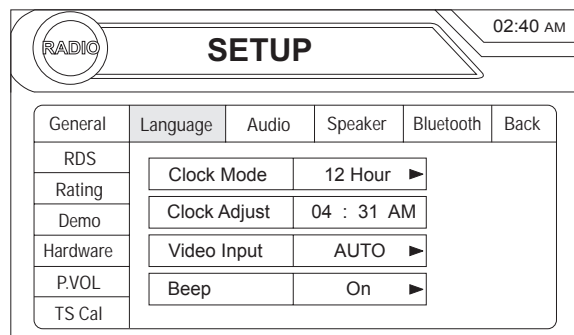 02:40 AM
RADIO
SETUP
General Language Audio Speaker Bluetooth Back
RDS
Rating
Demo
Hardware
P.VOL
TS Cal
Clock Mode 12 Hour
Clock Adjust 04 : 31 AM
Video Input AUTO
Beep On